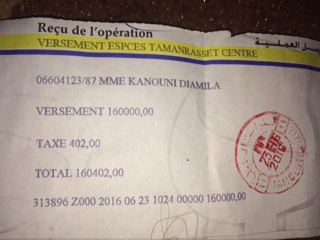 Reçu de l'opération
VERSEMENT ESPCES TAMANRASSET CENTRE
06604123/87 MME KANOUNI DJAMILA
VERSEMENT 160000,00
TAXE 402,00
TOTAL 160402,00
313896 Z000 2016 06 23 1024 00000 160000,00